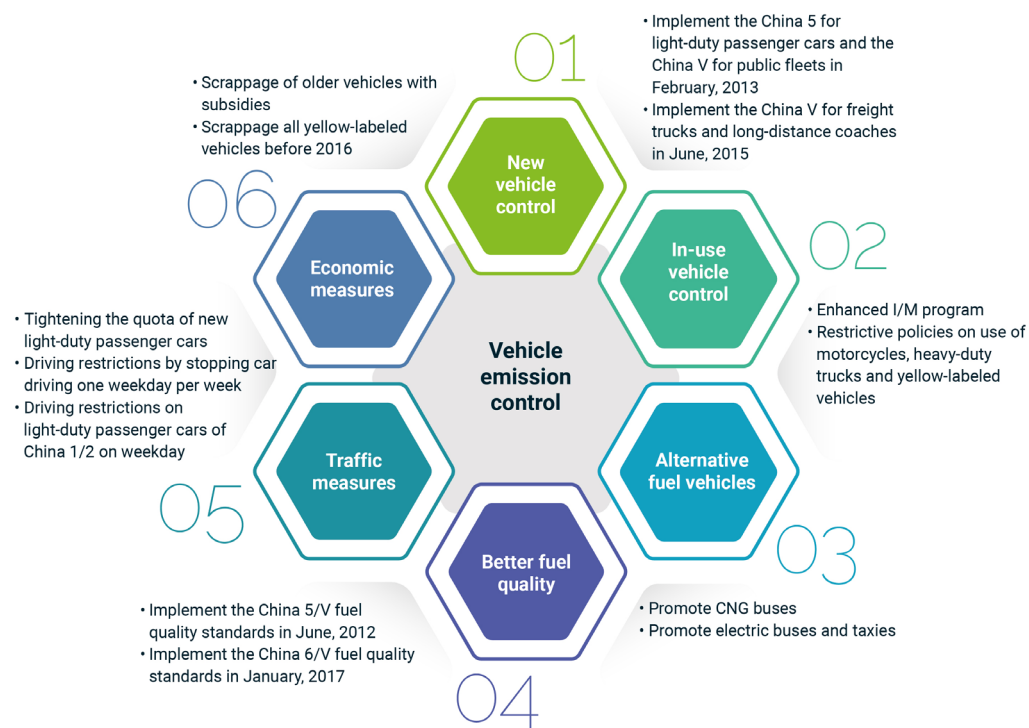 01
• Implement the China 5 for
light-duty passenger cars and the
China V for public fleets in
February, 2013
• Implement the China V for freight
trucks and long-distance coaches
in June, 2015
New
vehicle
control
02
In-use
vehicle
control
• Enhanced I/M program
• Restrictive policies on use of
motorcycles, heavy-duty
trucks and yellow-labeled
vehicles
03
Alternative
fuel vehicles
• Promote CNG buses
• Promote electric buses and taxies
04
Better fuel
quality
• Implement the China 5/V fuel
quality standards in June, 2012
• Implement the China 6/V fuel quality
standards in January, 2017
05
Traffic
measures
• Tightening the quota of new
light-duty passenger cars
• Driving restrictions by stopping car
driving one weekday per week
• Driving restrictions on
light-duty passenger cars of
China 1/2 on weekday
06
Economic
measures
• Scrappage of older vehicles with
subsidies
• Scrappage all yellow-labeled
vehicles before 2016
Vehicle
emission
control